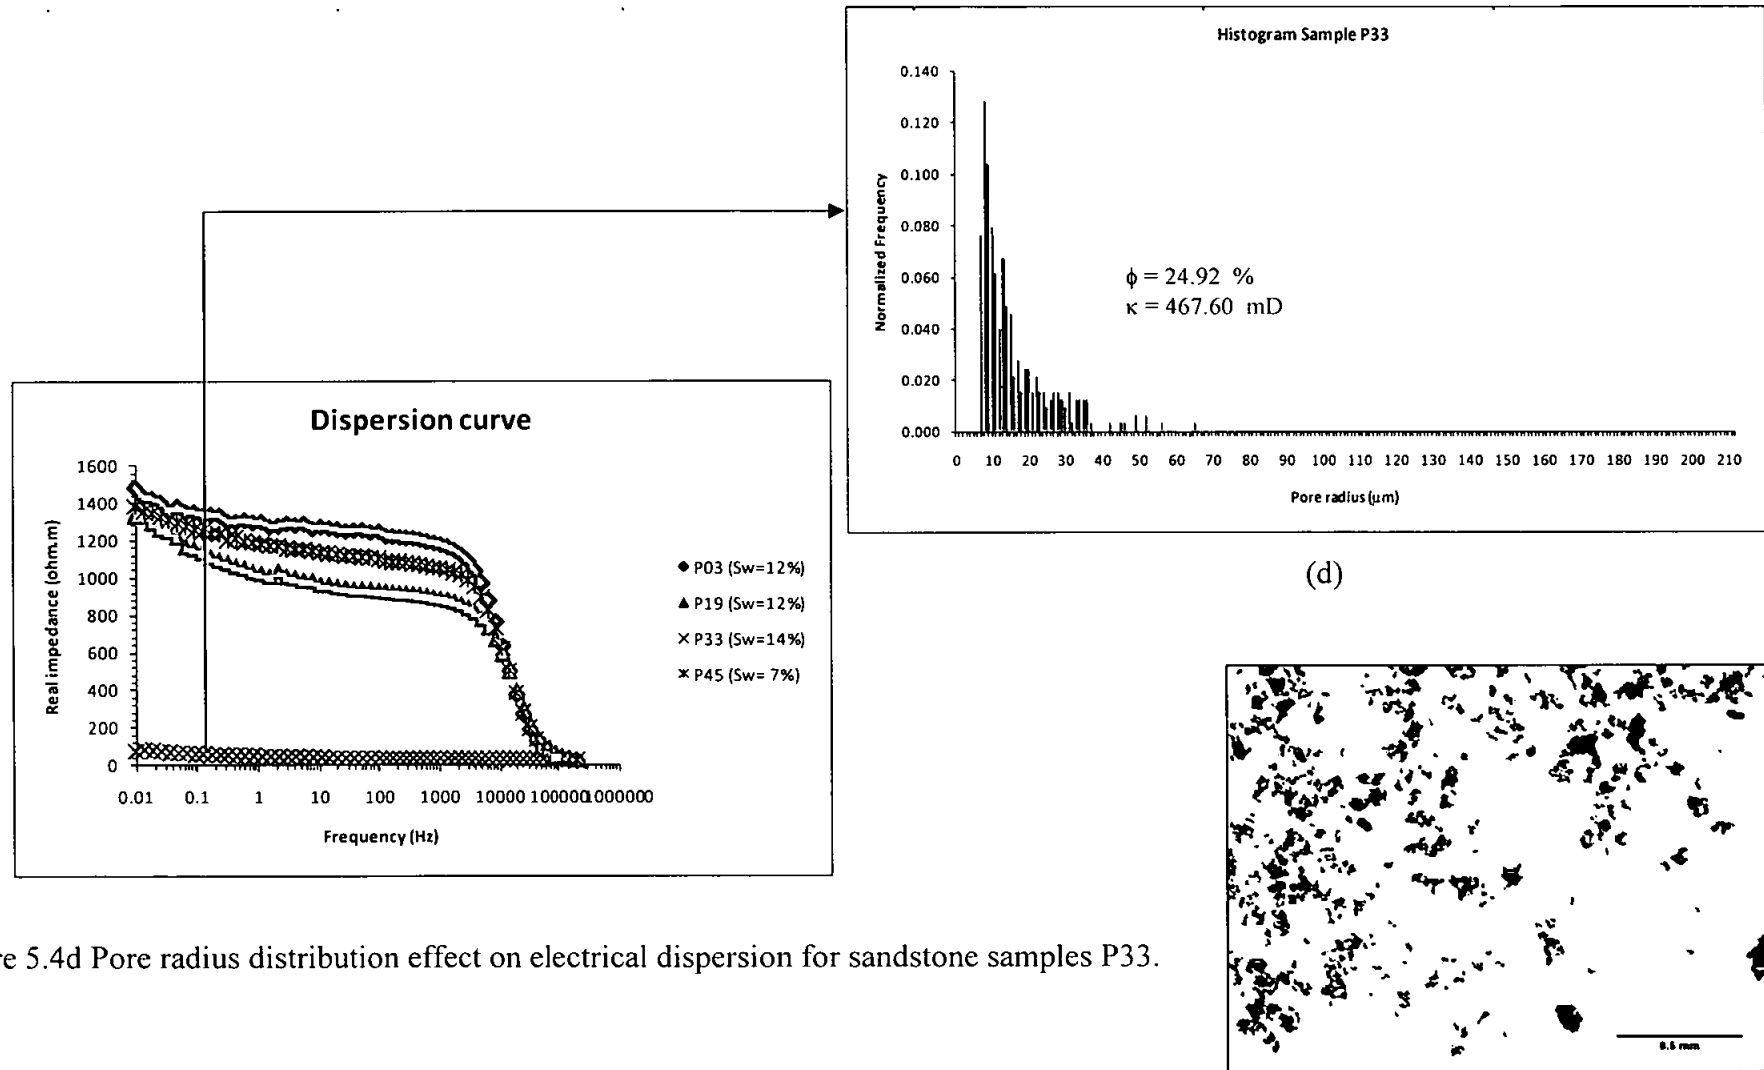 Histogram Sample P33
0.140
0.120
0.100
0.080
0.060
0.040
0.020
0.000
Normalized Frequency
ϕ = 24.92 %
κ = 467.60 mD
0 10 20 30 40 50 60 70 80 90 100 110 120 130 140 150 160 170 180 190 200 210
Pore radius (μm)
(d)
Dispersion curve
1600
1400
1200
1000
800
600
400
200
0
Real impedance (ohm.m)
0.01 0.1 1 10 100 1000 10000 100000 1000000
Frequency (Hz)
P03 (Sw=12%)
P19 (Sw=12%)
P33 (Sw=14%)
P45 (Sw= 7%)
0.5 mm
re 5.4d Pore radius distribution effect on electrical dispersion for sandstone samples P33.